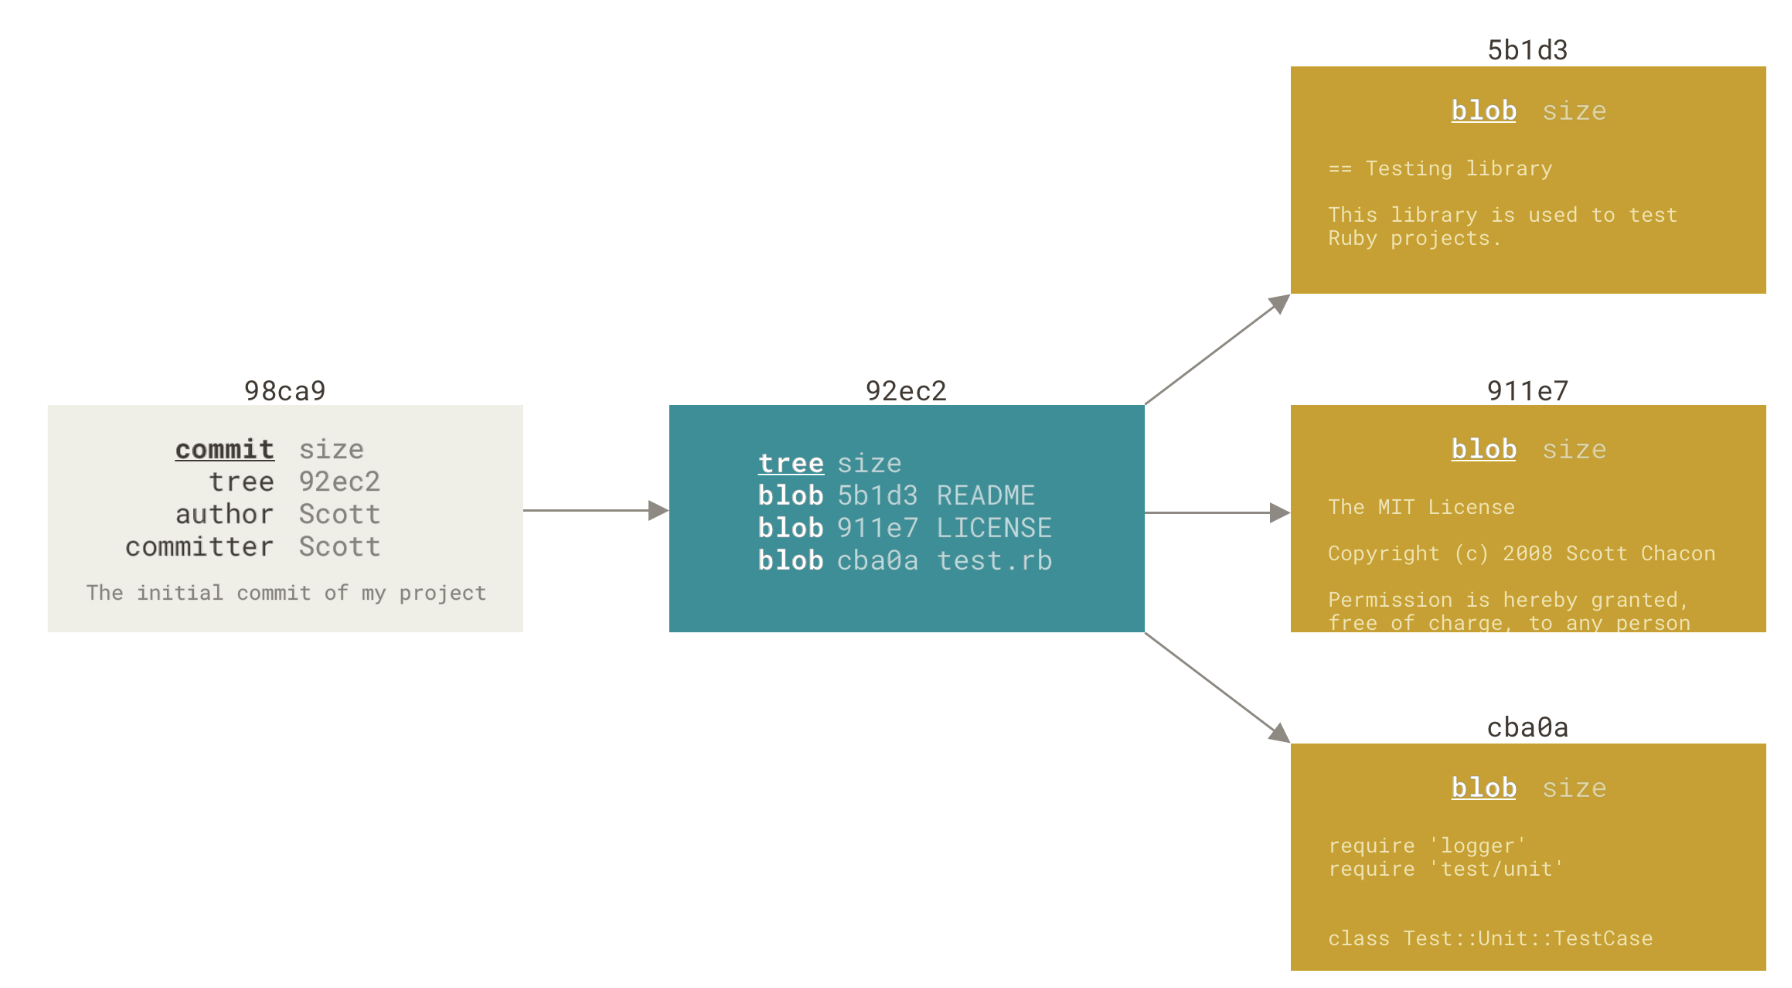 98ca9
commit size
tree 92ec2
author Scott
committer Scott
The initial commit of my project
92ec2
tree size
blob 5b1d3 README
blob 911e7 LICENSE
blob cba0a test.rb
5b1d3
blob size
== Testing library
This library is used to test
Ruby projects.
911e7
blob size
The MIT License
Copyright (c) 2008 Scott Chacon
Permission is hereby granted,
free of charge, to any person
cba0a
blob size
require 'logger'
require 'test/unit'
class Test::Unit::TestCase